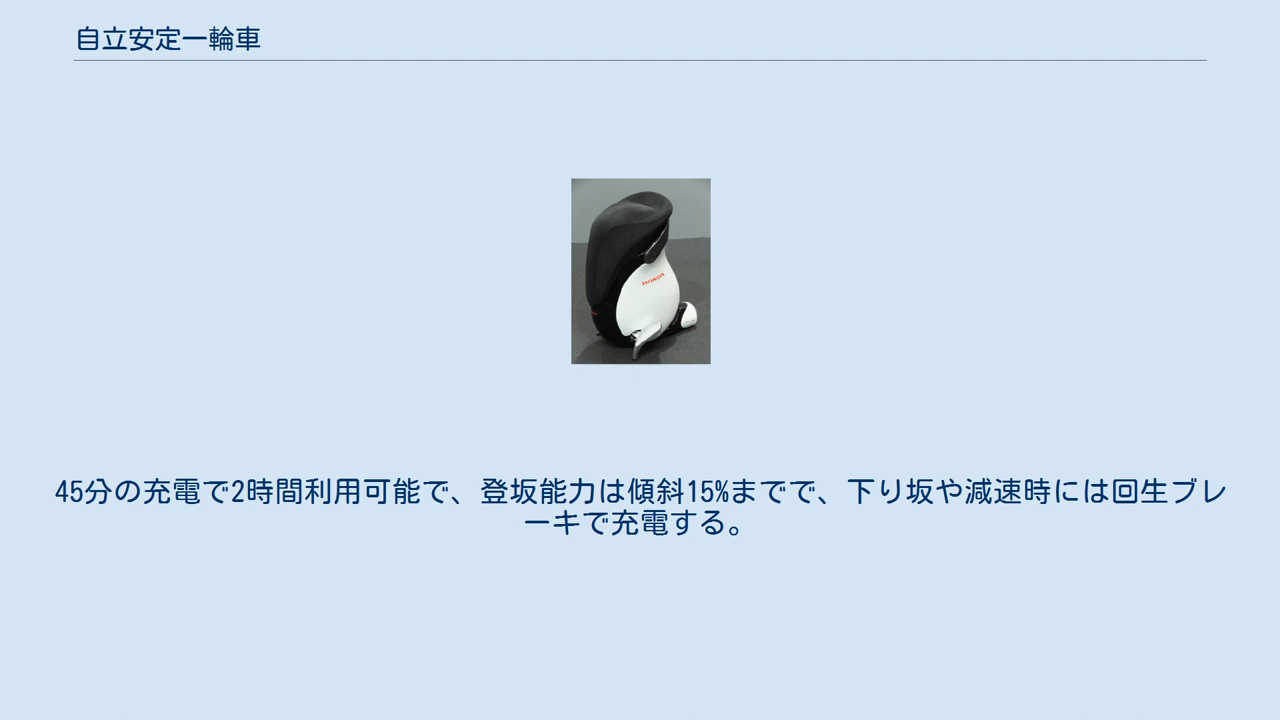 自立安定一輪車
HONDA
45分の充電で2時間利用可能で、登坂能力は傾斜15%までで、下り坂や減速時には回生ブレ
ーキで充電する。